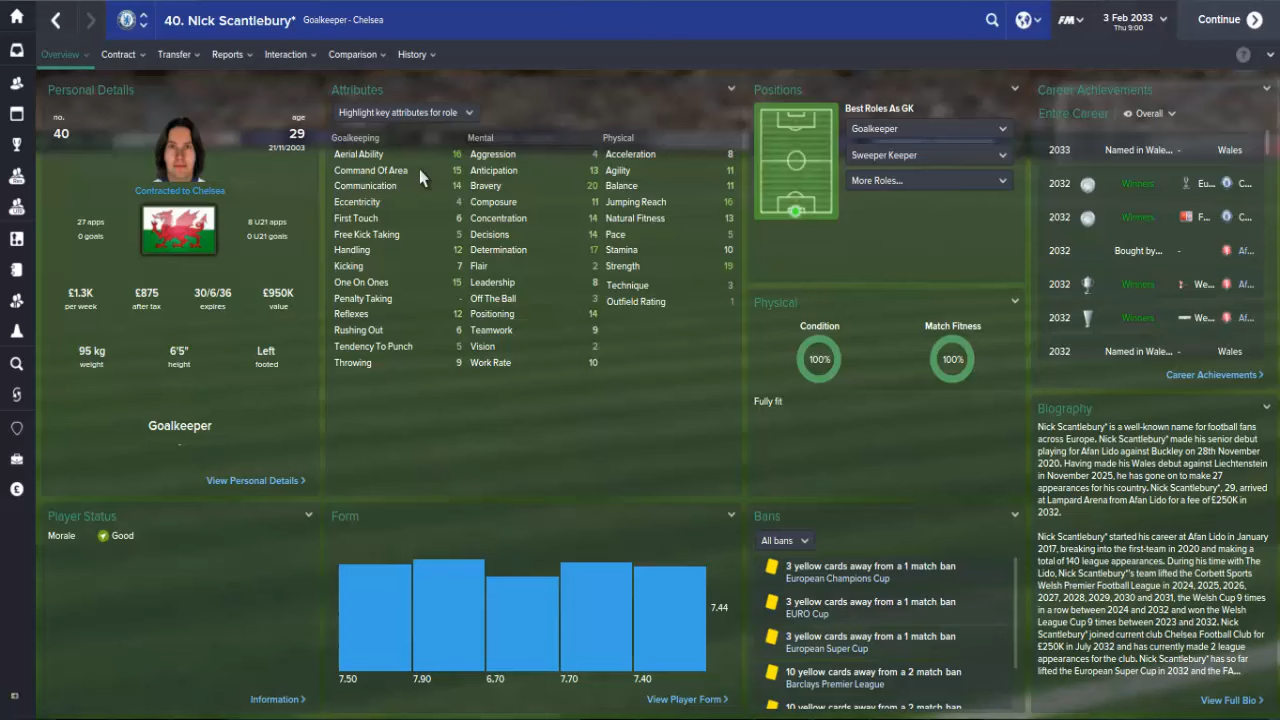 40. Nick Scantlebury* Goalkeeper - Chelsea
FM
3 Feb 2033
Thu 9:00
Continue
Overview Contract Transfer Reports Interaction Comparison History
Personal Details
no.
40
age
29
21/11/2003
Contracted to Chelsea
27 apps
0 goals
8 U21 apps
0 U21 goals
£1.3K
per week
£875
after tax
30/6/36
expires
£950K
value
95 kg
weight
6'5"
height
Left
footed
Goalkeeper
-
View Personal Details >
Attributes
Highlight key attributes for role
Goalkeeping Mental Physical
Aerial Ability 16 Aggression 4 Acceleration 8
Command Of Area 15 Anticipation 13 Agility 11
Communication 14 Bravery 20 Balance 11
Eccentricity 4 Composure 11 Jumping Reach 16
First Touch 6 Concentration 14 Natural Fitness 13
Free Kick Taking 5 Decisions 14 Pace 5
Handling 12 Determination 17 Stamina 10
Kicking 7 Flair 2 Strength 19
One On Ones 15 Leadership 8 Technique 3
Penalty Taking - Off The Ball 3 Outfield Rating 1
Reflexes 12 Positioning 14
Rushing Out 6 Teamwork 9
Tendency To Punch 5 Vision 2
Throwing 9 Work Rate 10
Positions
Best Roles As GK
Goalkeeper
Sweeper Keeper
More Roles...
Physical
Condition Match Fitness
100% 100%
Fully fit
Career Achievements
Entire Career Overall
2033 Named in Wale... - Wales
2032 Winners Eu... C...
2032 Winners F... C...
2032 Bought by... - Af...
2032 Winners We... Af...
2032 Winners We... Af...
2032 Named in Wale... - Wales
Career Achievements >
Biography
Nick Scantlebury* is a well-known name for football fans
across Europe. Nick Scantlebury* made his senior debut
playing for Afan Lido against Buckley on 28th November
2020. Having made his Wales debut against Liechtenstein
in November 2025, he has gone on to make 27
appearances for his country. Nick Scantlebury*, 29, arrived
at Lampard Arena from Afan Lido for a fee of £250K in
2032.
Nick Scantlebury* started his career at Afan Lido in January
2017, breaking into the first-team in 2020 and making a
total of 140 league appearances. During his time with The
Lido, Nick Scantlebury*'s team lifted the Corbett Sports
Welsh Premier Football League in 2024, 2025, 2026,
2027, 2028, 2029, 2030 and 2031, the Welsh Cup 9 times
in a row between 2024 and 2032 and won the Welsh
League Cup 9 times between 2023 and 2032. Nick
Scantlebury* joined current club Chelsea Football Club for
£250K in July 2032 and has currently made 2 league
appearances for the club. Nick Scantlebury* has so far
lifted the European Super Cup in 2032 and the FA...
View Full Bio >
Player Status
Morale Good
Information >
Form
7.44
7.50 7.90 6.70 7.70 7.40
View Player Form >
Bans
All bans
3 yellow cards away from a 1 match ban
European Champions Cup
3 yellow cards away from a 1 match ban
EURO Cup
3 yellow cards away from a 1 match ban
European Super Cup
10 yellow cards away from a 2 match ban
Barclays Premier League
10 yellow cards away from a 2 match ban